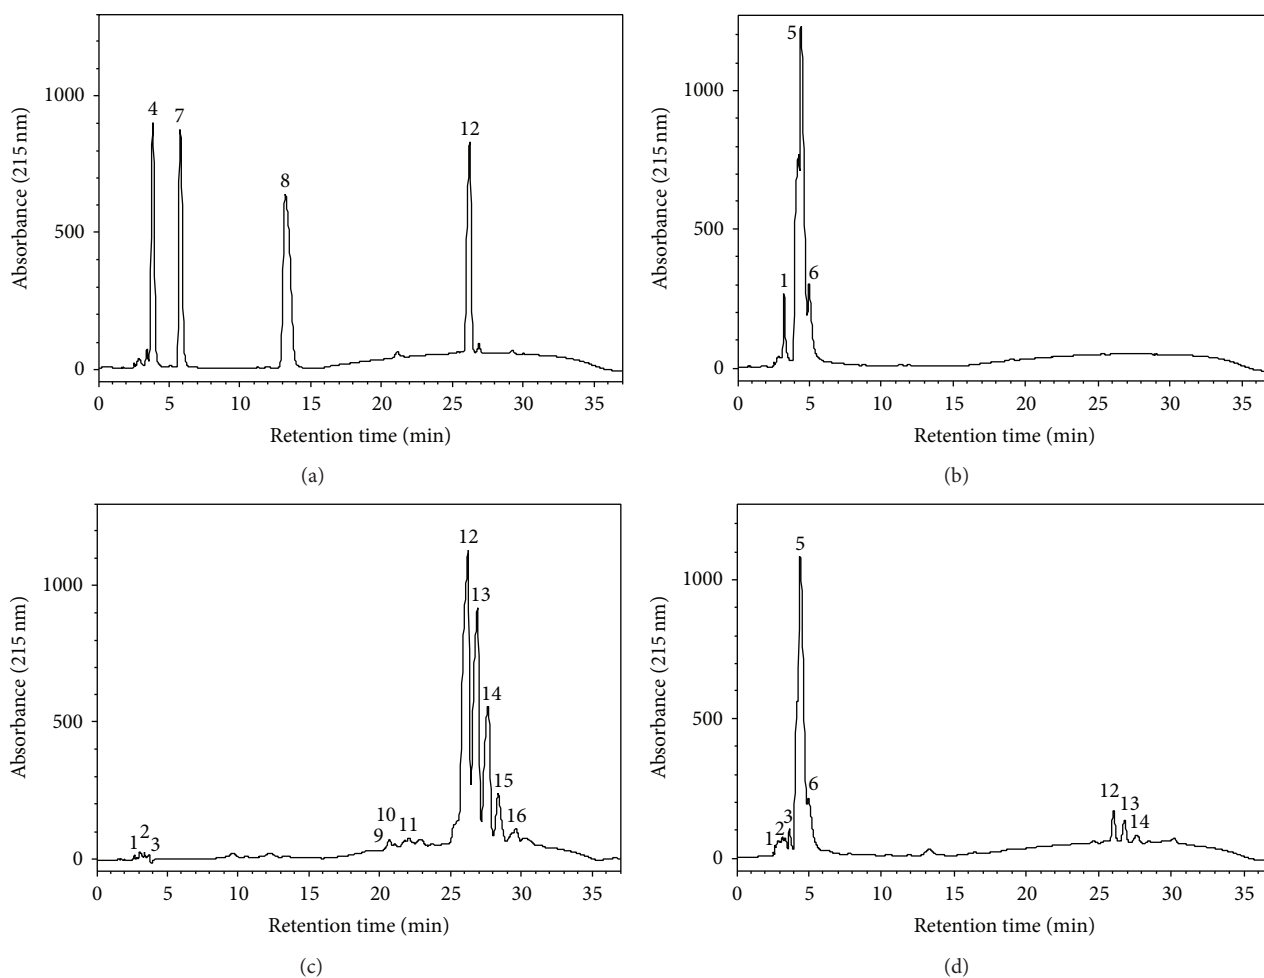 4
7
8
12
1000
500
0
Absorbance (215 nm)
0 5 10 15 20 25 30 35
Retention time (min)
(a)
5
1
6
1000
500
0
Absorbance (215 nm)
0 5 10 15 20 25 30 35
Retention time (min)
(b)
12
13
14
15
16
10
9
11
1
2
3
1000
500
0
Absorbance (215 nm)
0 5 10 15 20 25 30 35
Retention time (min)
(c)
5
6
3
2
1
12
13
14
1000
500
0
Absorbance (215 nm)
0 5 10 15 20 25 30 35
Retention time (min)
(d)